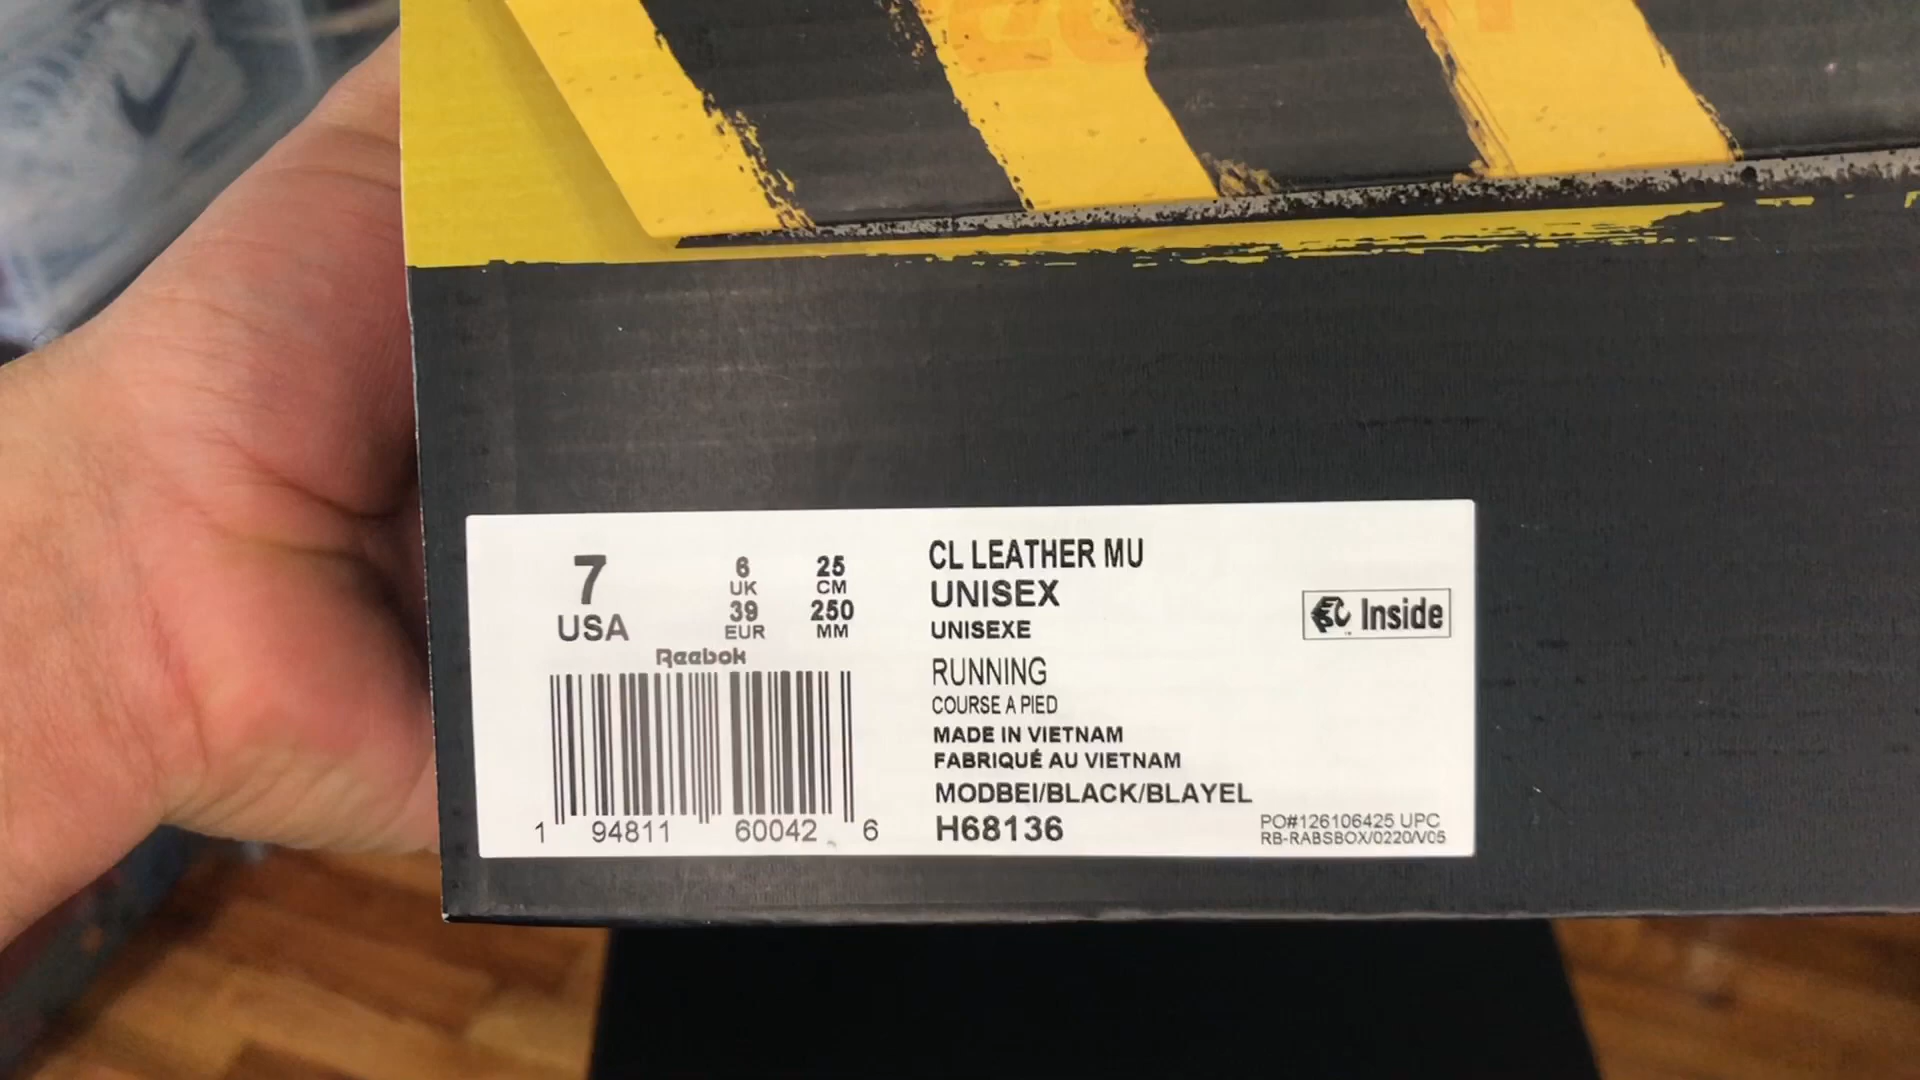 7
USA
6
UK
39
EUR
25
CM
250
MM
Reebok
1 94811 60042 6
CL LEATHER MU
UNISEX
UNISEXE
RUNNING
COURSE A PIED
MADE IN VIETNAM
FABRIQUÉ AU VIETNAM
MODBEI/BLACK/BLAYEL
H68136
Inside
PO#126106425 UPC
RB-RABSBOX/0220/V05